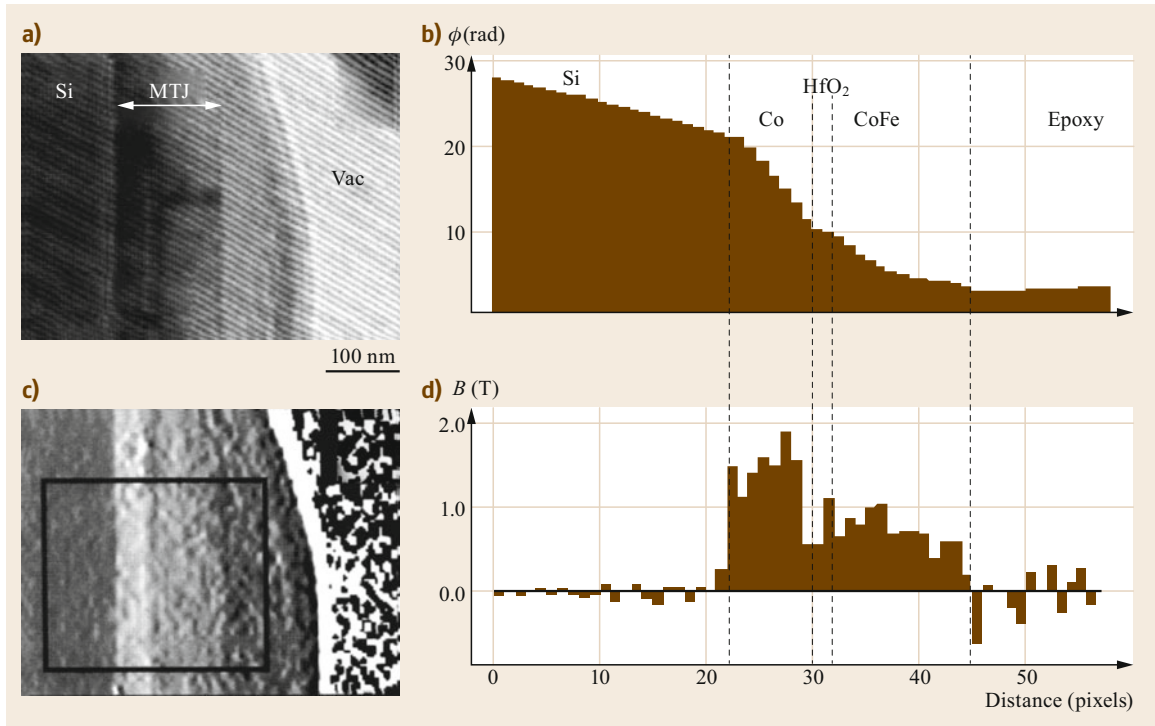 a)
Si
MTJ
Vac
100 nm
b) ϕ(rad)
30
20
10
Si
Co
HfO₂
CoFe
Epoxy
c)
d) B (T)
2.0
1.0
0.0
0 10 20 30 40 50
Distance (pixels)